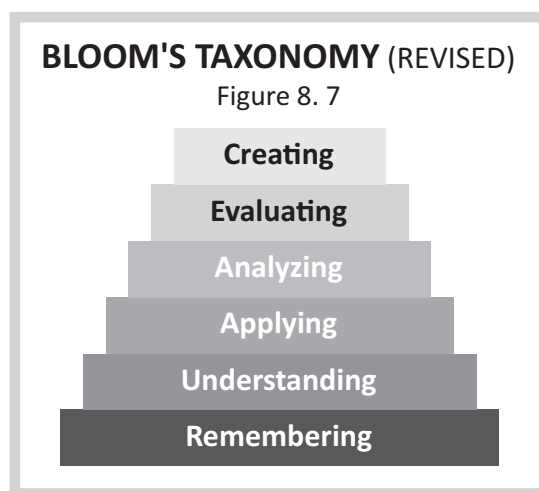 BLOOM'S TAXONOMY (REVISED)
Figure 8. 7
Creating
Evaluating
Analyzing
Applying
Understanding
Remembering